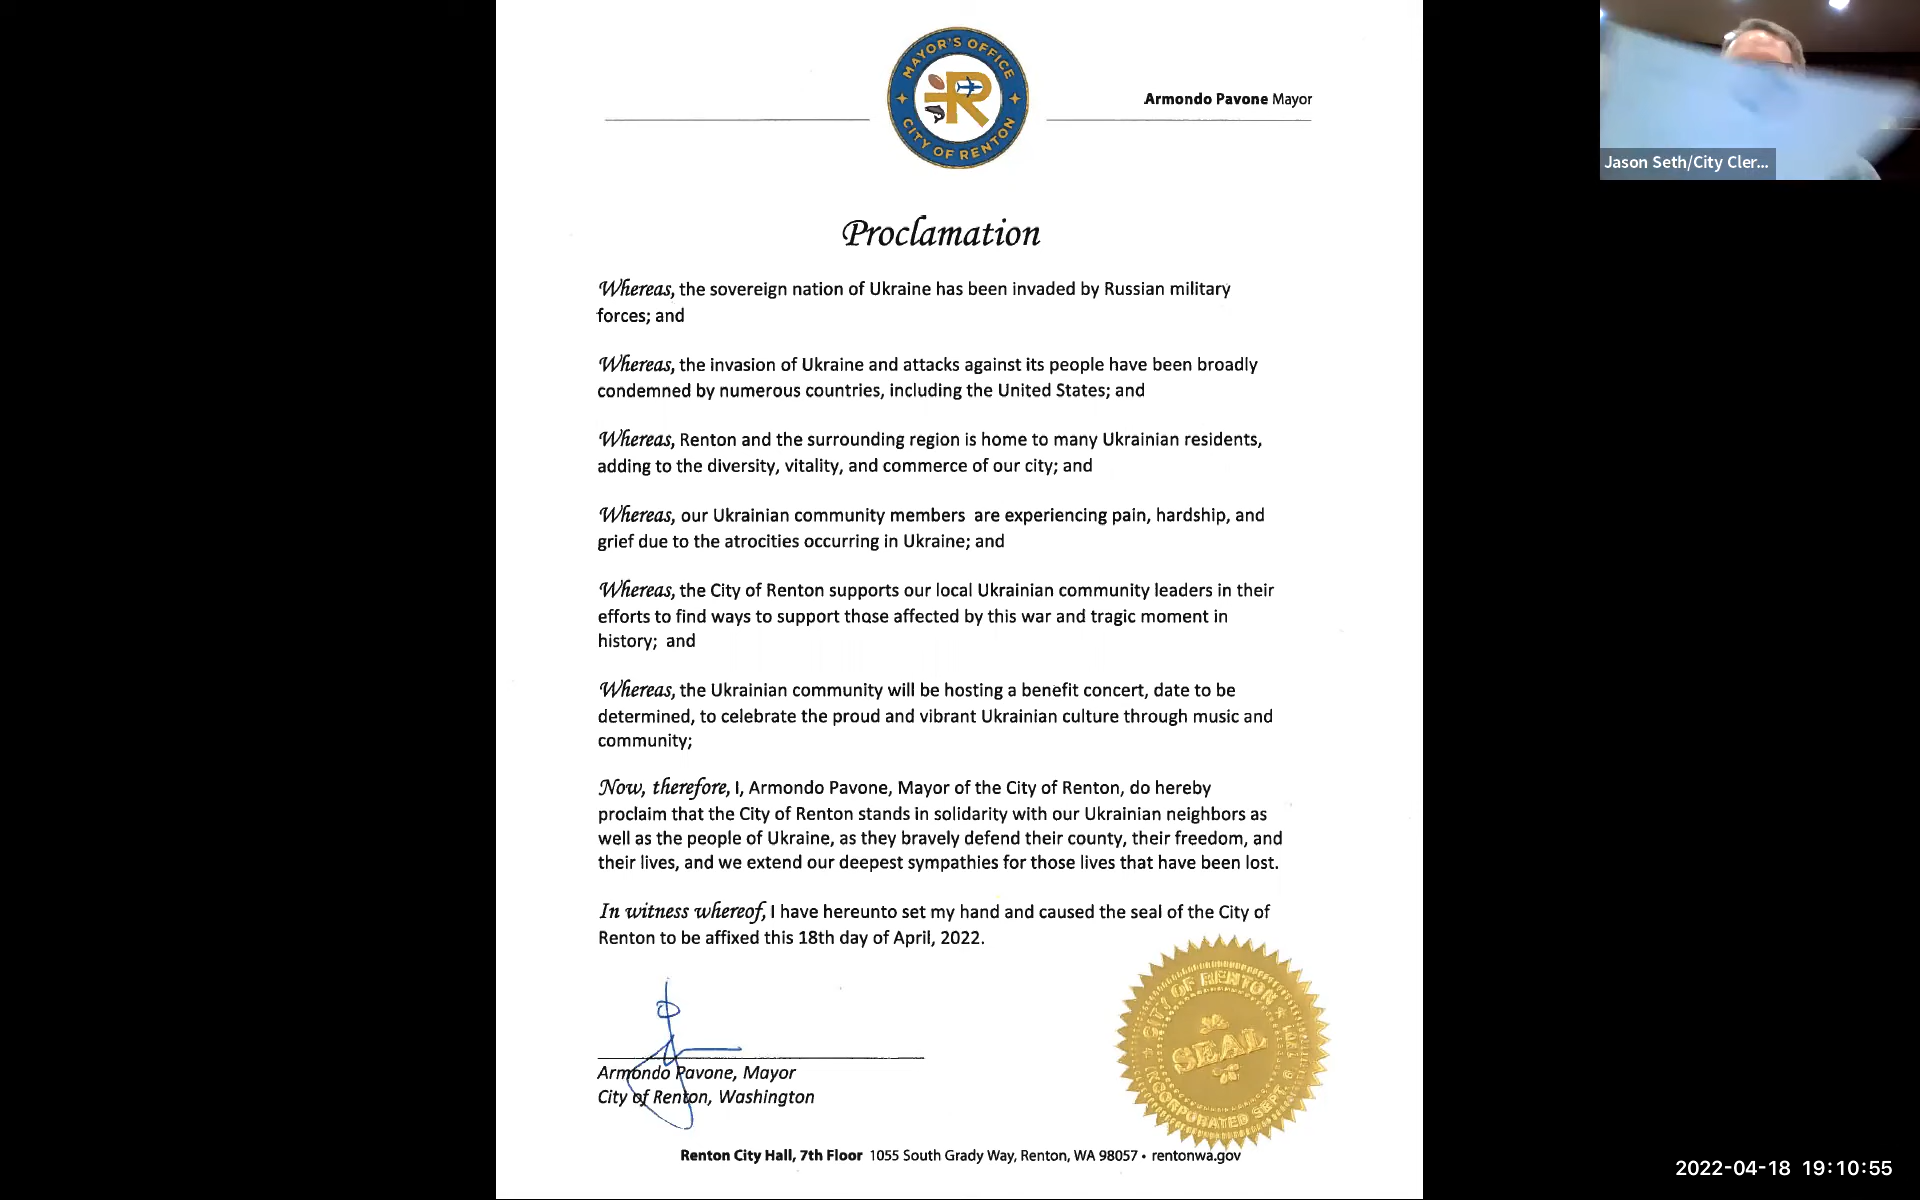 MAYOR'S OFFICE
CITY OF RENTON
R
Armondo Pavone Mayor
Jason Seth/City Cler...
Proclamation
Whereas, the sovereign nation of Ukraine has been invaded by Russian military
forces; and
Whereas, the invasion of Ukraine and attacks against its people have been broadly
condemned by numerous countries, including the United States; and
Whereas, Renton and the surrounding region is home to many Ukrainian residents,
adding to the diversity, vitality, and commerce of our city; and
Whereas, our Ukrainian community members  are experiencing pain, hardship, and
grief due to the atrocities occurring in Ukraine; and
Whereas, the City of Renton supports our local Ukrainian community leaders in their
efforts to find ways to support those affected by this war and tragic moment in
history;  and
Whereas, the Ukrainian community will be hosting a benefit concert, date to be
determined, to celebrate the proud and vibrant Ukrainian culture through music and
community;
Now, therefore, I, Armondo Pavone, Mayor of the City of Renton, do hereby
proclaim that the City of Renton stands in solidarity with our Ukrainian neighbors as
well as the people of Ukraine, as they bravely defend their county, their freedom, and
their lives, and we extend our deepest sympathies for those lives that have been lost.
In witness whereof, I have hereunto set my hand and caused the seal of the City of
Renton to be affixed this 18th day of April, 2022.
CITY OF RENTON
SEAL
INCORPORATED SEPT. 6
Armondo Pavone, Mayor
City of Renton, Washington
Renton City Hall, 7th Floor 1055 South Grady Way, Renton, WA 98057 • rentonwa.gov
2022-04-18 19:10:55